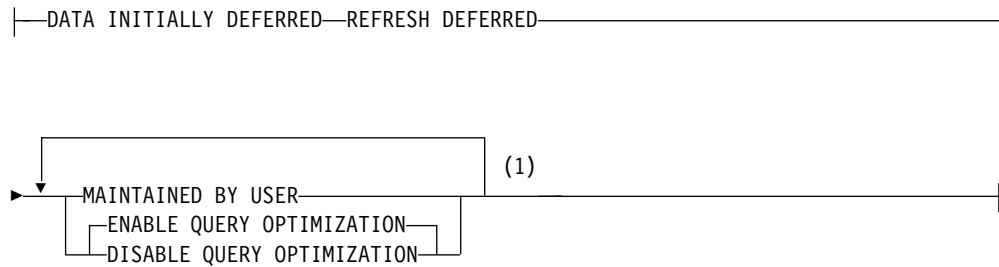 DATA INITIALLY DEFERRED REFRESH DEFERRED
(1)
MAINTAINED BY USER
ENABLE QUERY OPTIMIZATION
DISABLE QUERY OPTIMIZATION